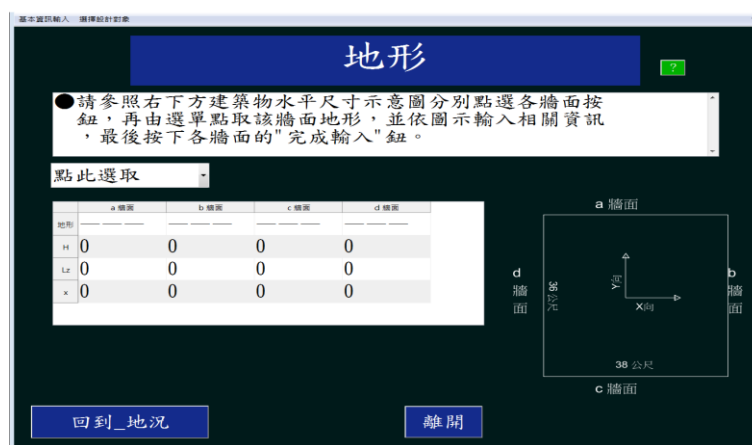 基本資訊輸入 選擇設計對象
地形
?
●請參照右下方建築物水平尺寸示意圖分別點選各牆面按
鈕，再由選單點取該牆面地形，並依圖示輸入相關資訊
，最後按下各牆面的"完成輸入"鈕。
點此選取
a 牆面 b 牆面 c 牆面 d 牆面
地形 —— —— —— —— —— —— —— —— —— —— —— ——
H 0 0 0 0
Lz 0 0 0 0
x 0 0 0 0
a 牆面
d 牆面
b 牆面
36 公尺
Y向
X向
38 公尺
c 牆面
回到_地況
離開